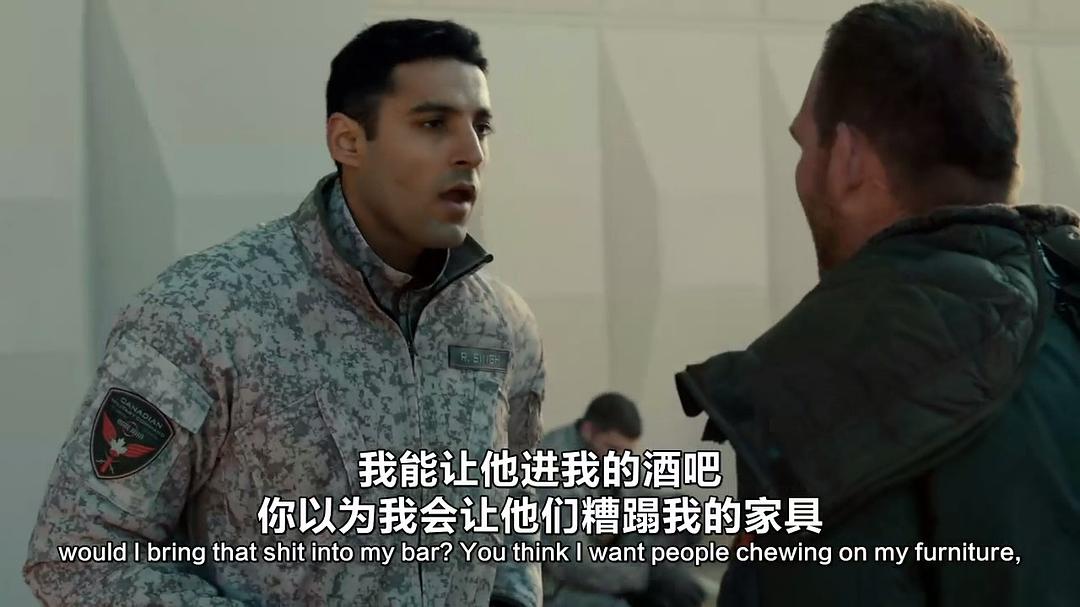 R. SINGH
CANADIAN
我能让他进我的酒吧
你以为我会让他们糟蹋我的家具
would I bring that shit into my bar? You think I want people chewing on my furniture,